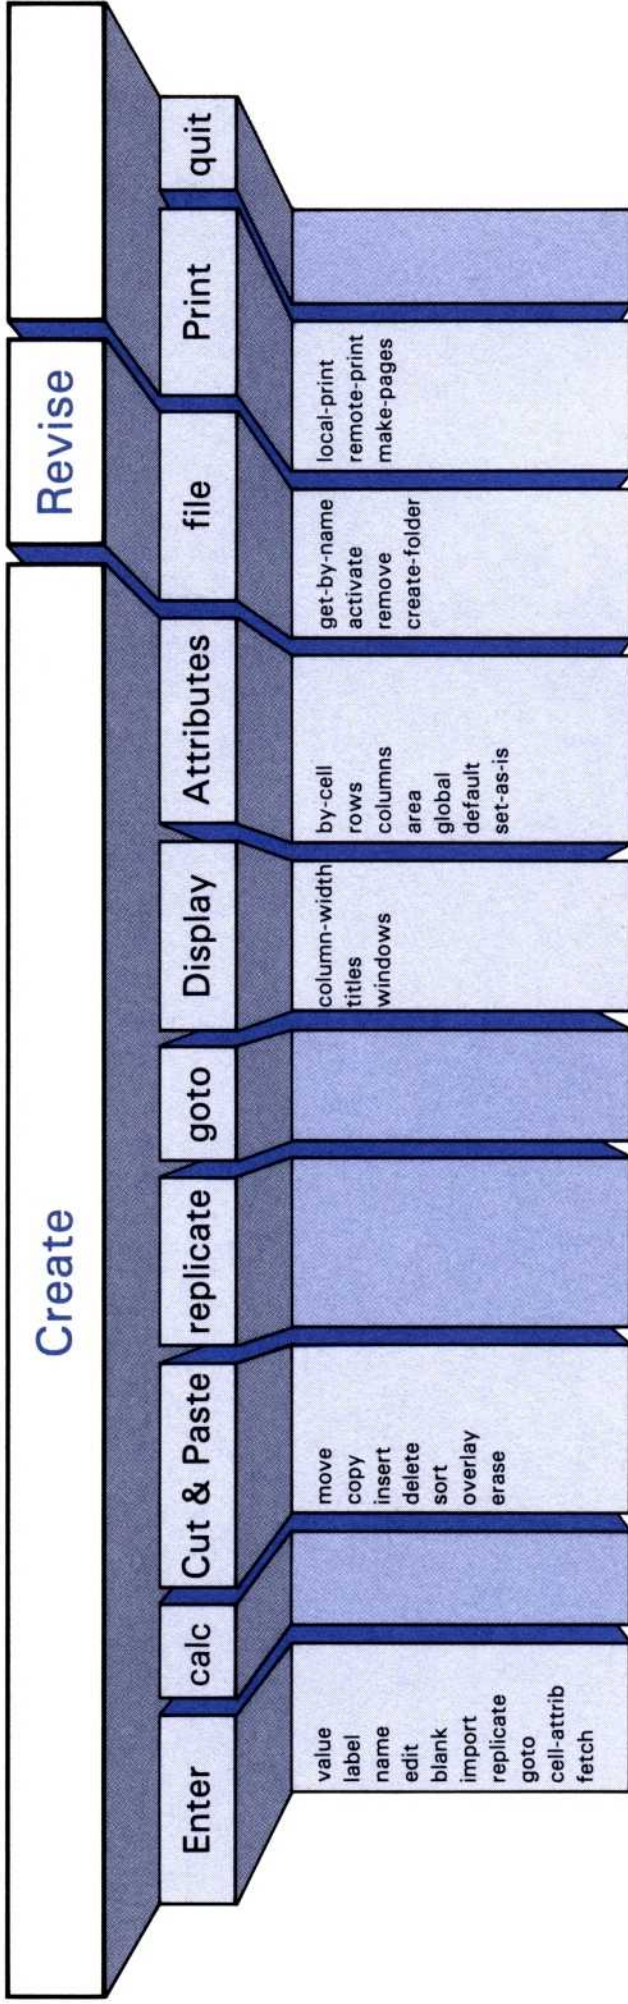 Create
Revise
Enter
calc
Cut & Paste
replicate
goto
Display
Attributes
file
Print
quit
value
label
name
edit
blank
import
replicate
goto
cell-attrib
fetch
move
copy
insert
delete
sort
overlay
erase
column-width
titles
windows
by-cell
rows
columns
area
global
default
set-as-is
get-by-name
activate
remove
create-folder
local-print
remote-print
make-pages